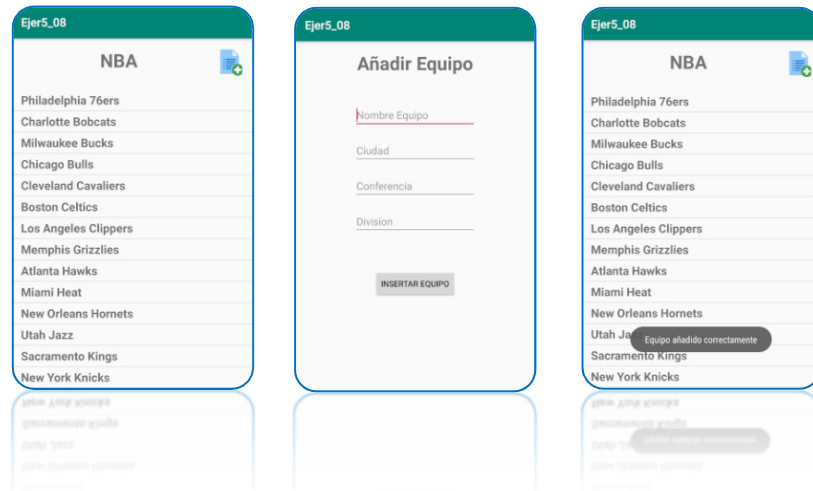 Ejer5_08
NBA
Philadelphia 76ers
Charlotte Bobcats
Milwaukee Bucks
Chicago Bulls
Cleveland Cavaliers
Boston Celtics
Los Angeles Clippers
Memphis Grizzlies
Atlanta Hawks
Miami Heat
New Orleans Hornets
Utah Jazz
Sacramento Kings
New York Knicks
Ejer5_08
Añadir Equipo
Nombre Equipo
Ciudad
Conferencia
Division
INSERTAR EQUIPO
Ejer5_08
NBA
Philadelphia 76ers
Charlotte Bobcats
Milwaukee Bucks
Chicago Bulls
Cleveland Cavaliers
Boston Celtics
Los Angeles Clippers
Memphis Grizzlies
Atlanta Hawks
Miami Heat
New Orleans Hornets
Utah Ja
Equipo añadido correctamente
Sacramento Kings
New York Knicks